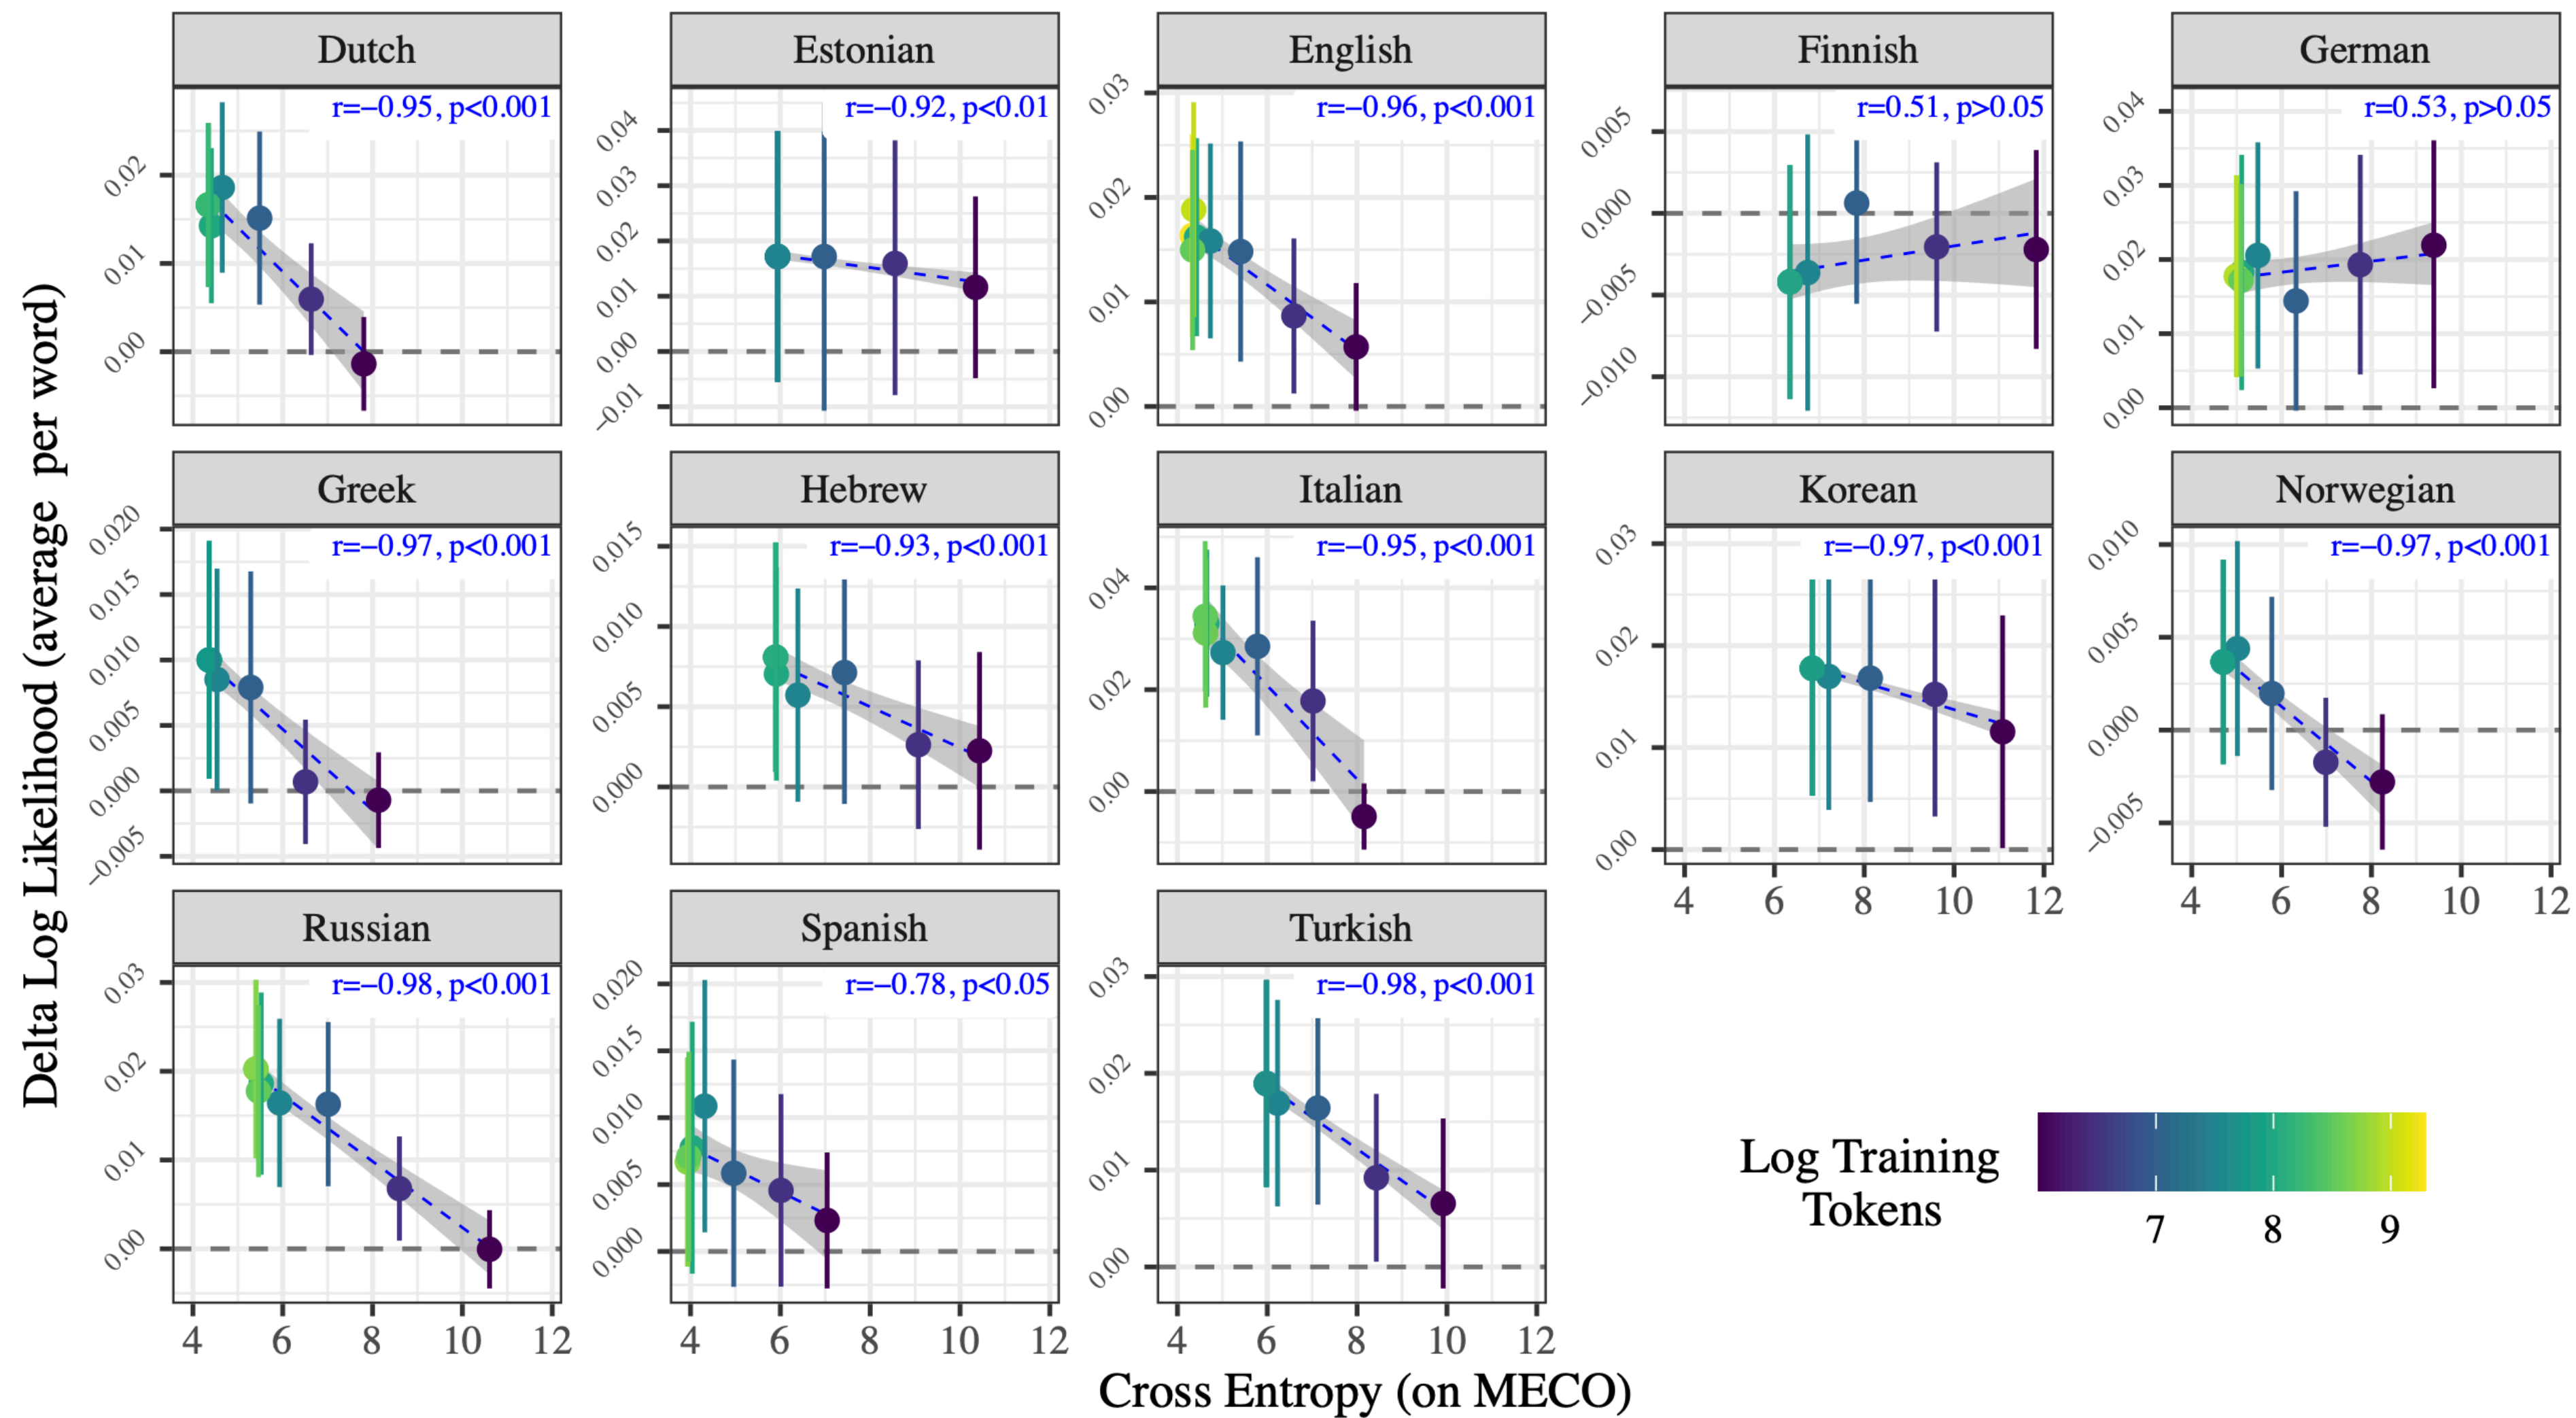 Dutch
Estonian
English
Finnish
German
r=−0.95, p<0.001
r=−0.92, p<0.01
r=−0.96, p<0.001
r=0.51, p>0.05
r=0.53, p>0.05
0.02
0.01
0.00
0.04
0.03
0.02
0.01
0.00
−0.01
0.03
0.02
0.01
0.00
0.005
0.000
−0.005
−0.010
0.04
0.03
0.02
0.01
0.00
Greek
Hebrew
Italian
Korean
Norwegian
r=−0.97, p<0.001
r=−0.93, p<0.001
r=−0.95, p<0.001
r=−0.97, p<0.001
r=−0.97, p<0.001
0.020
0.015
0.010
0.005
0.000
−0.005
0.015
0.010
0.005
0.000
0.04
0.02
0.00
0.03
0.02
0.01
0.00
0.010
0.005
0.000
−0.005
4 6 8 10 12
4 6 8 10 12
Russian
Spanish
Turkish
r=−0.98, p<0.001
r=−0.78, p<0.05
r=−0.98, p<0.001
0.03
0.02
0.01
0.00
0.020
0.015
0.010
0.005
0.000
0.03
0.02
0.01
0.00
4 6 8 10 12
4 6 8 10 12
4 6 8 10 12
Delta Log Likelihood (average per word)
Cross Entropy (on MECO)
Log Training
Tokens
7 8 9